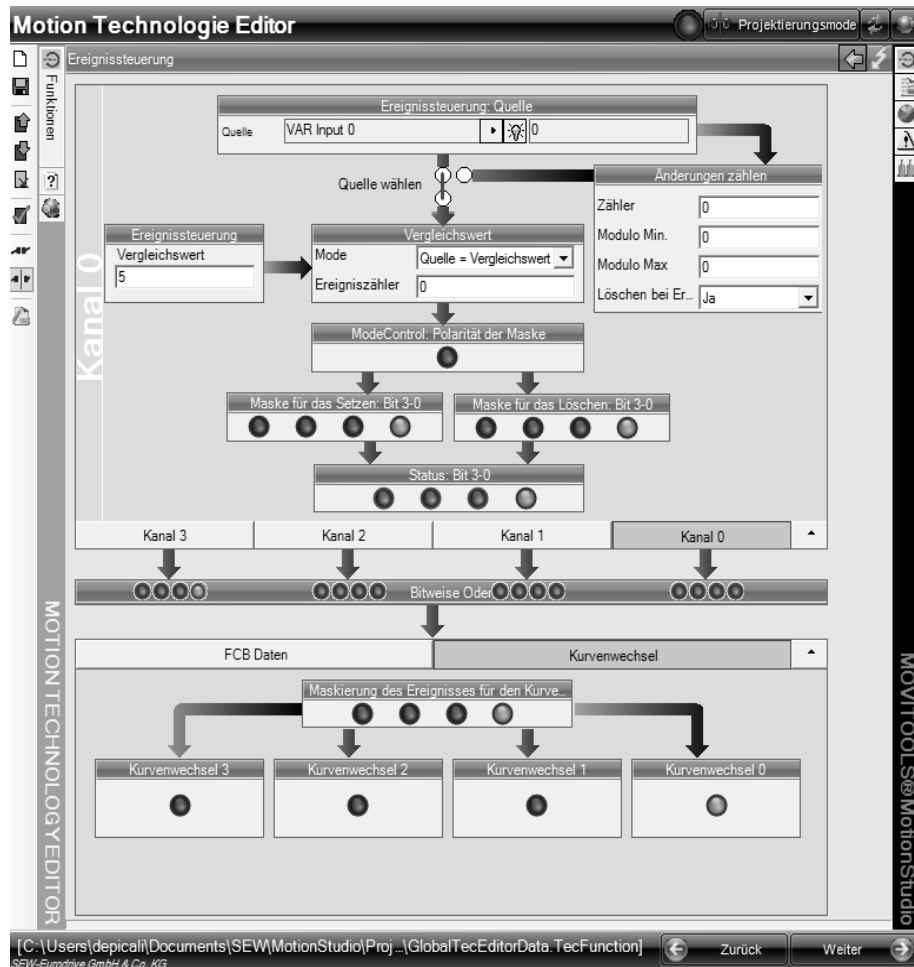 Motion Technologie Editor
Projektierungsmode
Ereignissteuerung
Funktionen
Ereignissteuerung: Quelle
Quelle
VAR Input 0
0
Quelle wählen
Änderungen zählen
Zähler
0
Modulo Min.
0
Modulo Max
0
Löschen bei Er...
Ja
Ereignissteuerung
Vergleichswert
5
Vergleichswert
Mode
Quelle = Vergleichswert
Ereigniszähler
0
Kanal 0
ModeControl: Polarität der Maske
Maske für das Setzen: Bit 3-0
Maske für das Löschen: Bit 3-0
Status: Bit 3-0
Kanal 3
Kanal 2
Kanal 1
Kanal 0
Bitweise Oder
FCB Daten
Kurvenwechsel
Maskierung des Ereignisses für den Kurve...
Kurvenwechsel 3
Kurvenwechsel 2
Kurvenwechsel 1
Kurvenwechsel 0
MOTION TECHNOLOGY EDITOR
MOVITOOLS®MotionStudio
[C:\Users\depicali\Documents\SEW\MotionStudio\Proj...\GlobalTecEditorData.TecFunction]
Zurück
Weiter
SEW-Eurodrive GmbH & Co. KG